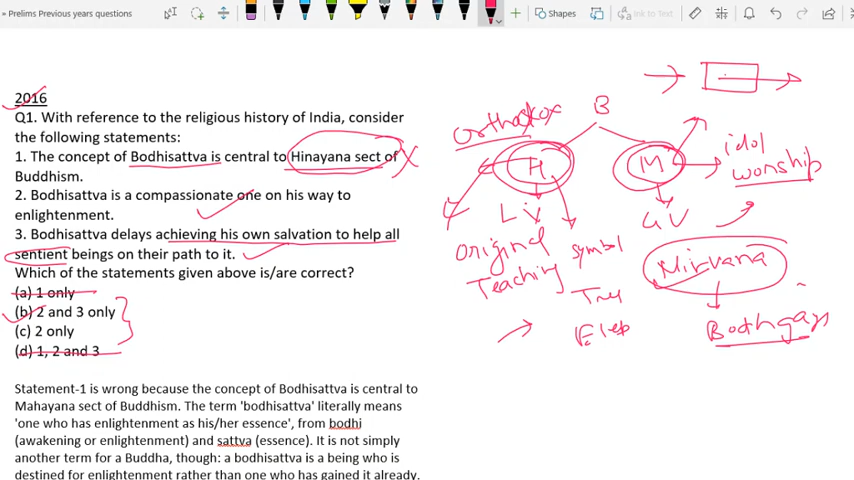 » Prelims Previous years questions
Shapes
Ink to Text
2016
Q1. With reference to the religious history of India, consider
the following statements:
1. The concept of Bodhisattva is central to Hinayana sect of
Buddhism.
2. Bodhisattva is a compassionate one on his way to
enlightenment.
3. Bodhisattva delays achieving his own salvation to help all
sentient beings on their path to it.
Which of the statements given above is/are correct?
(a) 1 only
(b) 2 and 3 only
(c) 2 only
(d) 1, 2 and 3
Statement-1 is wrong because the concept of Bodhisattva is central to
Mahayana sect of Buddhism. The term 'bodhisattva' literally means
'one who has enlightenment as his/her essence', from bodhi
(awakening or enlightenment) and sattva (essence). It is not simply
another term for a Buddha, though: a bodhisattva is a being who is
destined for enlightenment rather than one who has gained it already.
B
Orthodox
H
M
idol
worship
LV
GV
Original
Teaching
symbol
Nirvana